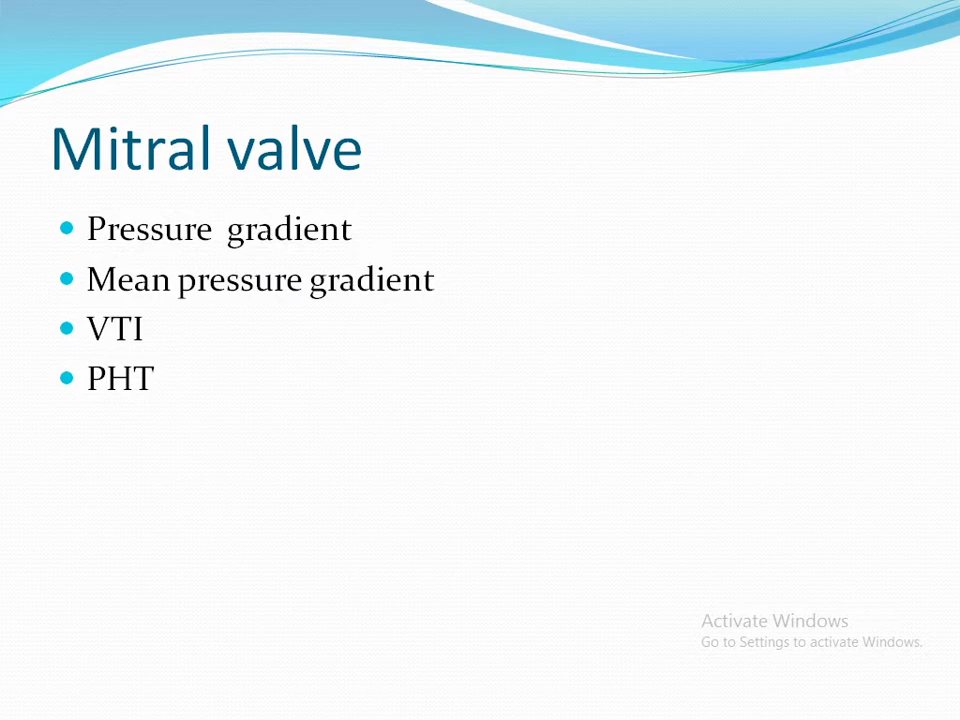 Mitral valve
Pressure gradient
Mean pressure gradient
VTI
PHT
Activate Windows
Go to Settings to activate Windows.